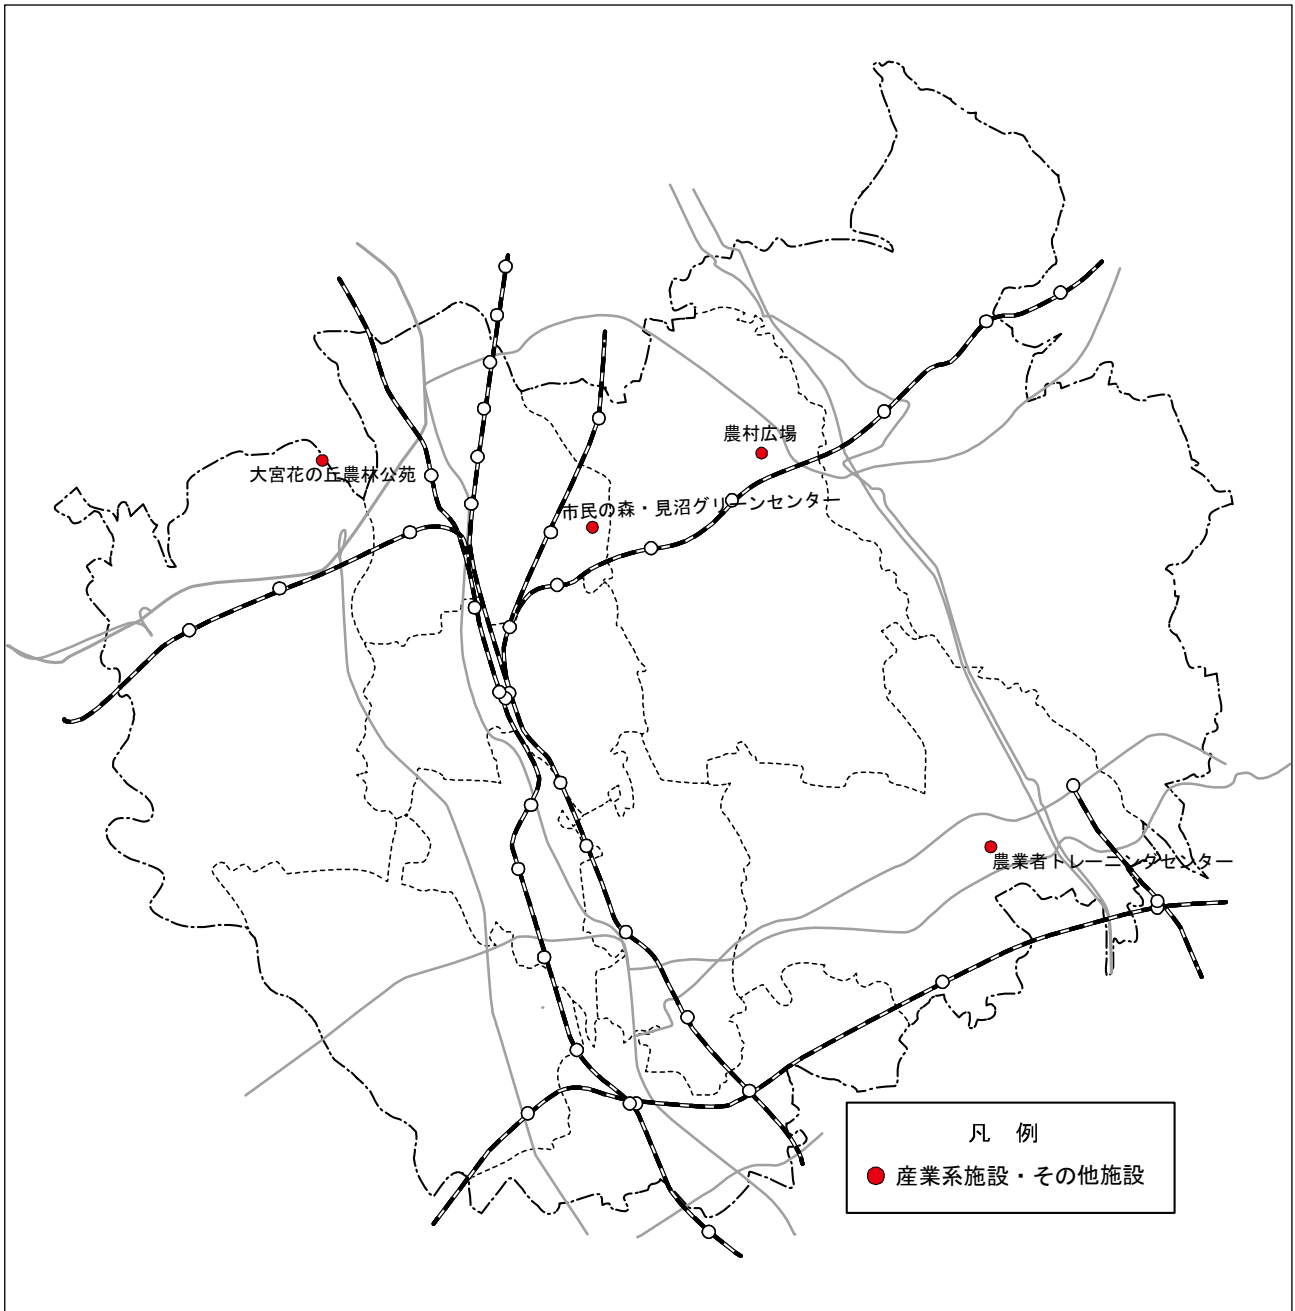 農村広場
大宮花の丘農林公苑
市民の森・見沼グリーンセンター
農業者トレーニングセンター
凡 例
産業系施設・その他施設